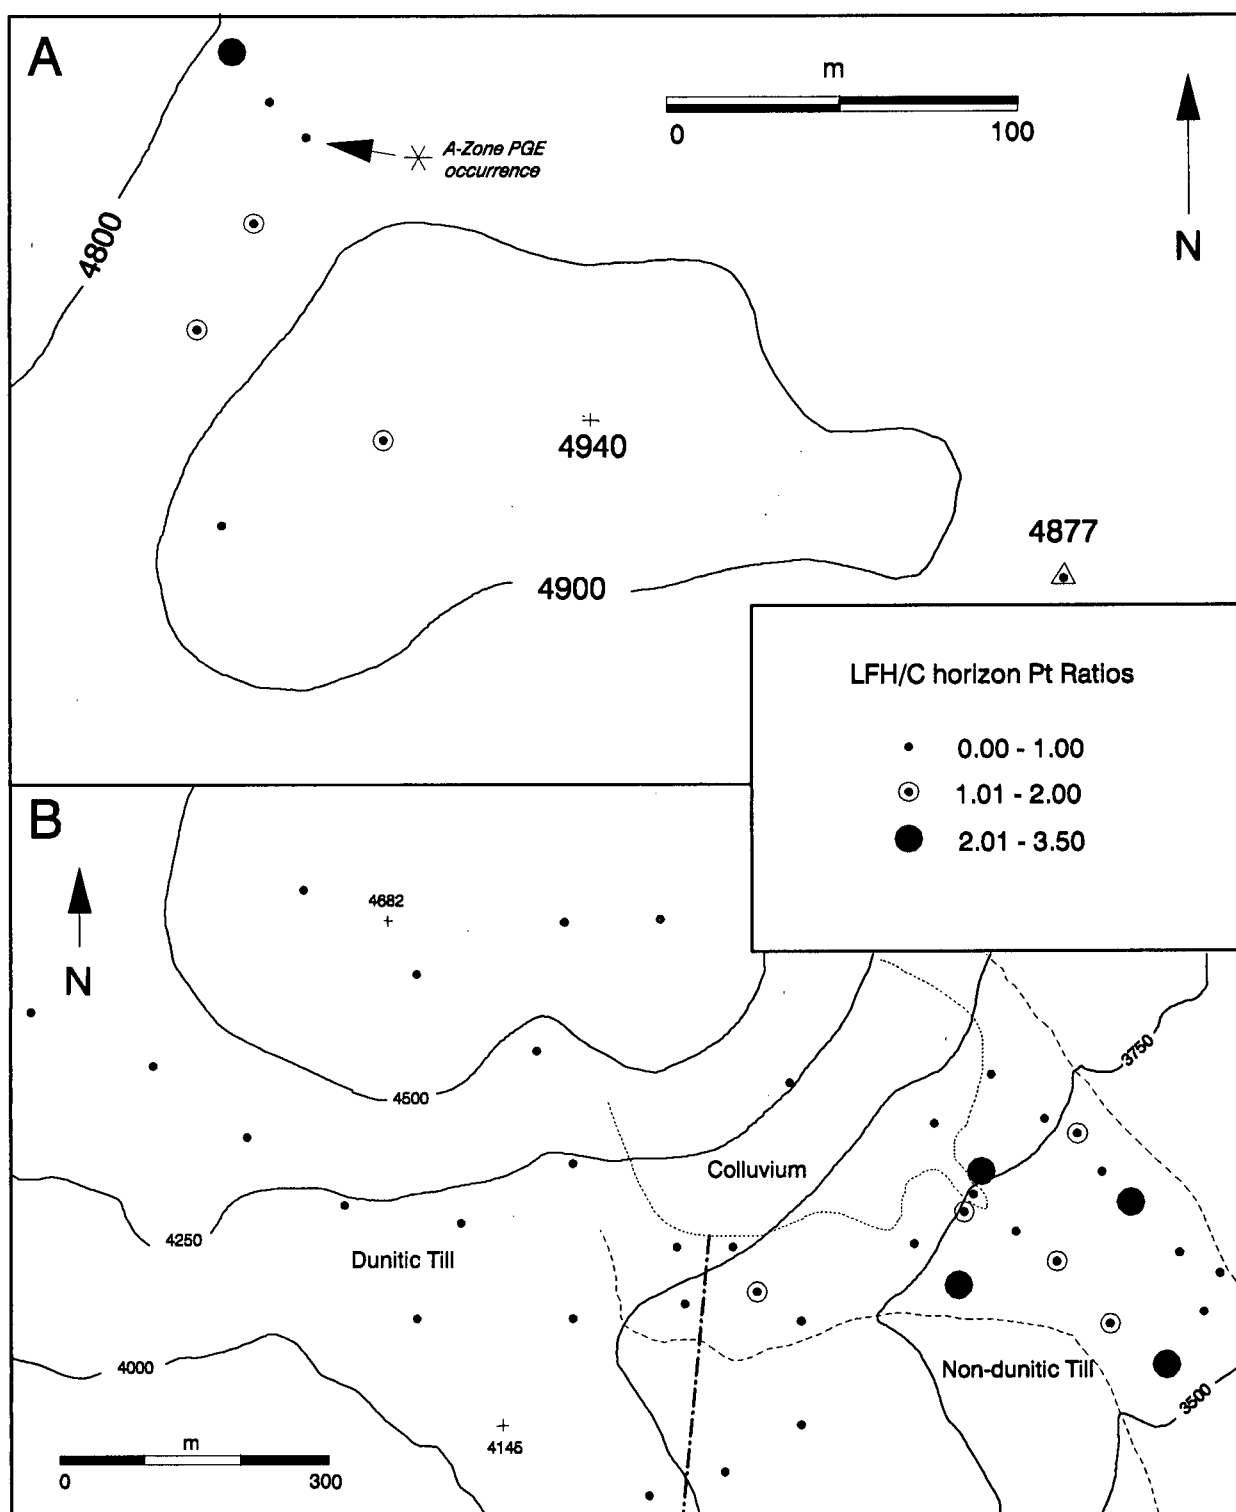 A
m
0 100
A-Zone PGE
occurrence
N
4800
4940
4877
4900
LFH/C horizon Pt Ratios
0.00 - 1.00
1.01 - 2.00
2.01 - 3.50
B
4682
N
3750
4500
Colluvium
4250
Dunitic Till
4000
Non-dunitic Till
3500
m
4145
0 300